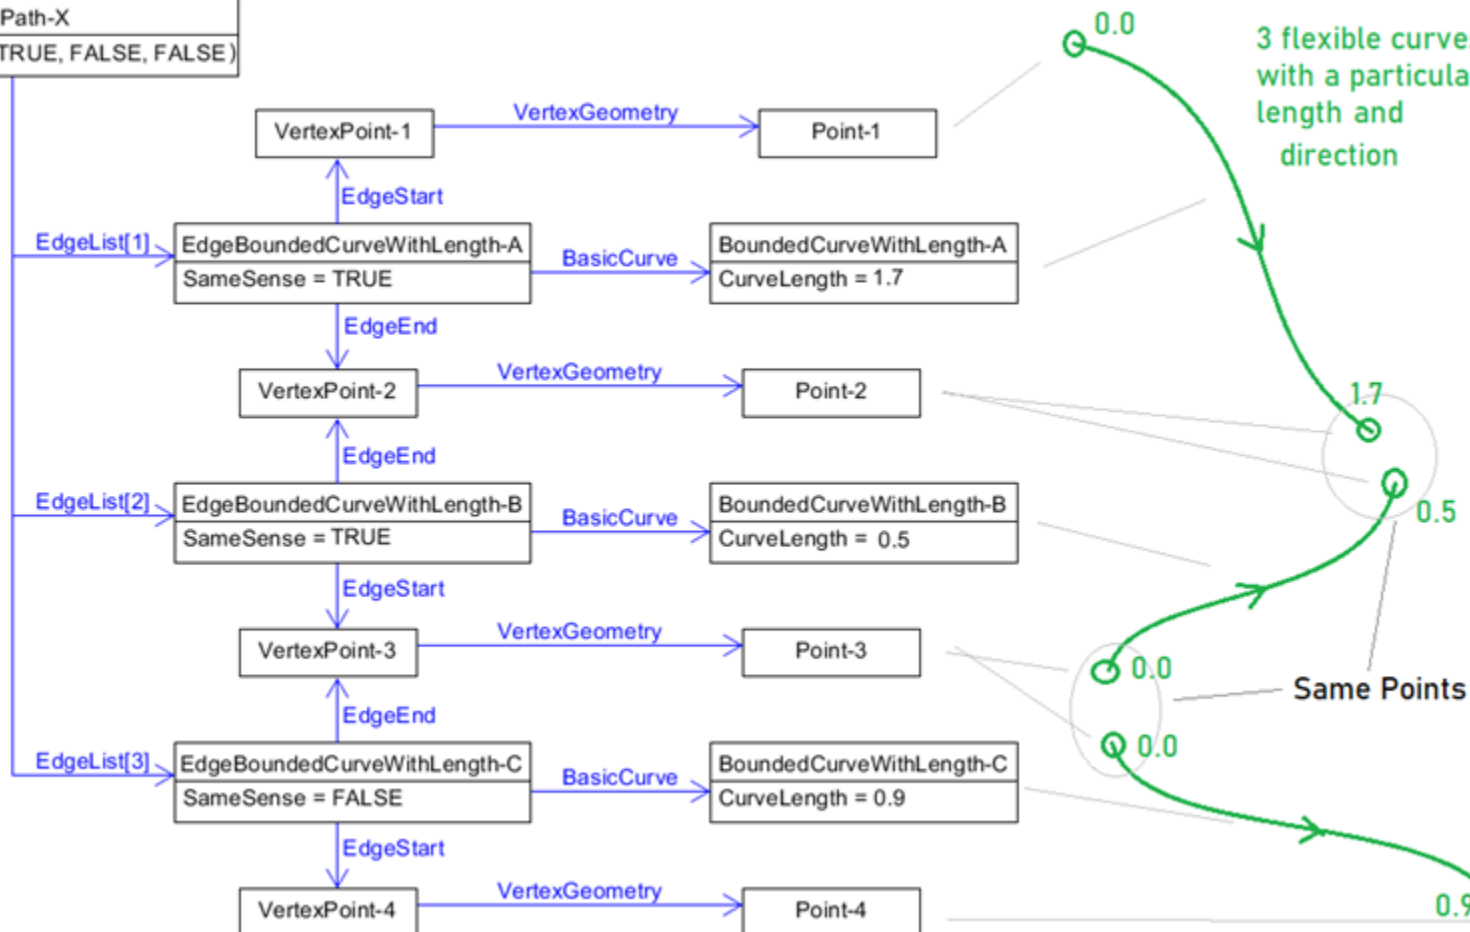 Path-X
TRUE, FALSE, FALSE)
0.0
3 flexible curve
with a particula
length and
direction
VertexPoint-1
VertexGeometry
Point-1
EdgeStart
EdgeList[1]
EdgeBoundedCurveWithLength-A
SameSense = TRUE
BasicCurve
BoundedCurveWithLength-A
CurveLength = 1.7
EdgeEnd
VertexPoint-2
VertexGeometry
Point-2
1.7
EdgeEnd
EdgeList[2]
EdgeBoundedCurveWithLength-B
SameSense = TRUE
BasicCurve
BoundedCurveWithLength-B
CurveLength = 0.5
0.5
EdgeStart
VertexPoint-3
VertexGeometry
Point-3
0.0
Same Points
EdgeEnd
0.0
EdgeList[3]
EdgeBoundedCurveWithLength-C
SameSense = FALSE
BasicCurve
BoundedCurveWithLength-C
CurveLength = 0.9
EdgeStart
VertexPoint-4
VertexGeometry
Point-4
0.9